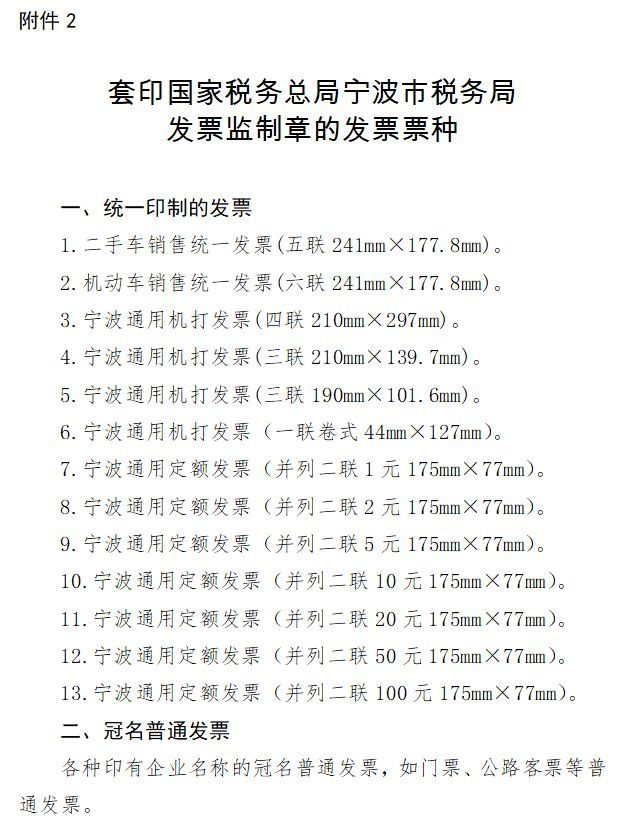 附件 2
套印国家税务总局宁波市税务局
发票监制章的发票票种
一、统一印制的发票
1.二手车销售统一发票(五联 241mm×177.8mm)。
2.机动车销售统一发票(六联 241mm×177.8mm)。
3.宁波通用机打发票(四联 210mm×297mm)。
4.宁波通用机打发票(三联 210mm×139.7mm)。
5.宁波通用机打发票(三联 190mm×101.6mm)。
6.宁波通用机打发票（一联卷式 44mm×127mm)。
7.宁波通用定额发票（并列二联 1 元 175mm×77mm)。
8.宁波通用定额发票（并列二联 2 元 175mm×77mm)。
9.宁波通用定额发票（并列二联 5 元 175mm×77mm)。
10.宁波通用定额发票（并列二联 10 元 175mm×77mm)。
11.宁波通用定额发票（并列二联 20 元 175mm×77mm)。
12.宁波通用定额发票（并列二联 50 元 175mm×77mm)。
13.宁波通用定额发票（并列二联 100 元 175mm×77mm)。
二、冠名普通发票
各种印有企业名称的冠名普通发票，如门票、公路客票等普
通发票。